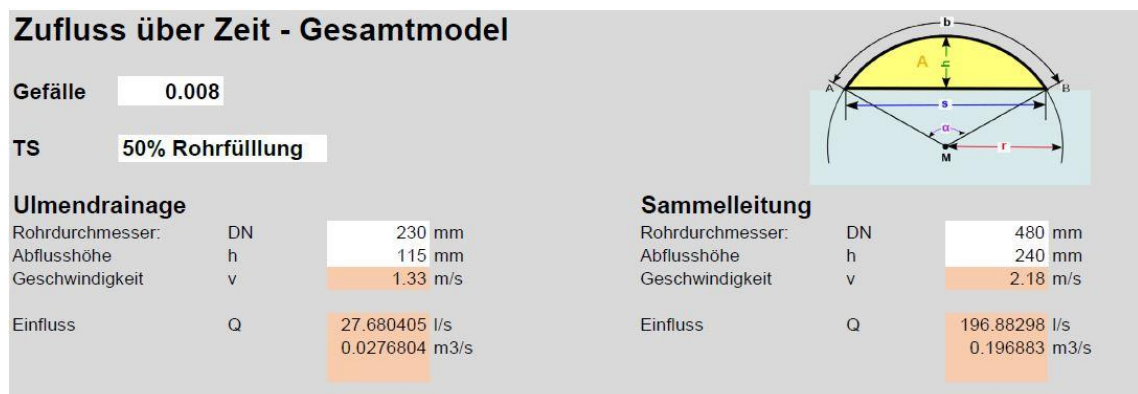 Zufluss über Zeit - Gesamtmodel
Gefälle 0.008
TS 50% Rohrfülllung
b
A
h
A
B
s
α
r
M
Ulmendrainage
Rohrdurchmesser: DN 230 mm
Abflusshöhe h 115 mm
Geschwindigkeit v 1.33 m/s
Einfluss Q 27.680405 l/s
0.0276804 m3/s
Sammelleitung
Rohrdurchmesser: DN 480 mm
Abflusshöhe h 240 mm
Geschwindigkeit v 2.18 m/s
Einfluss Q 196.88298 l/s
0.196883 m3/s